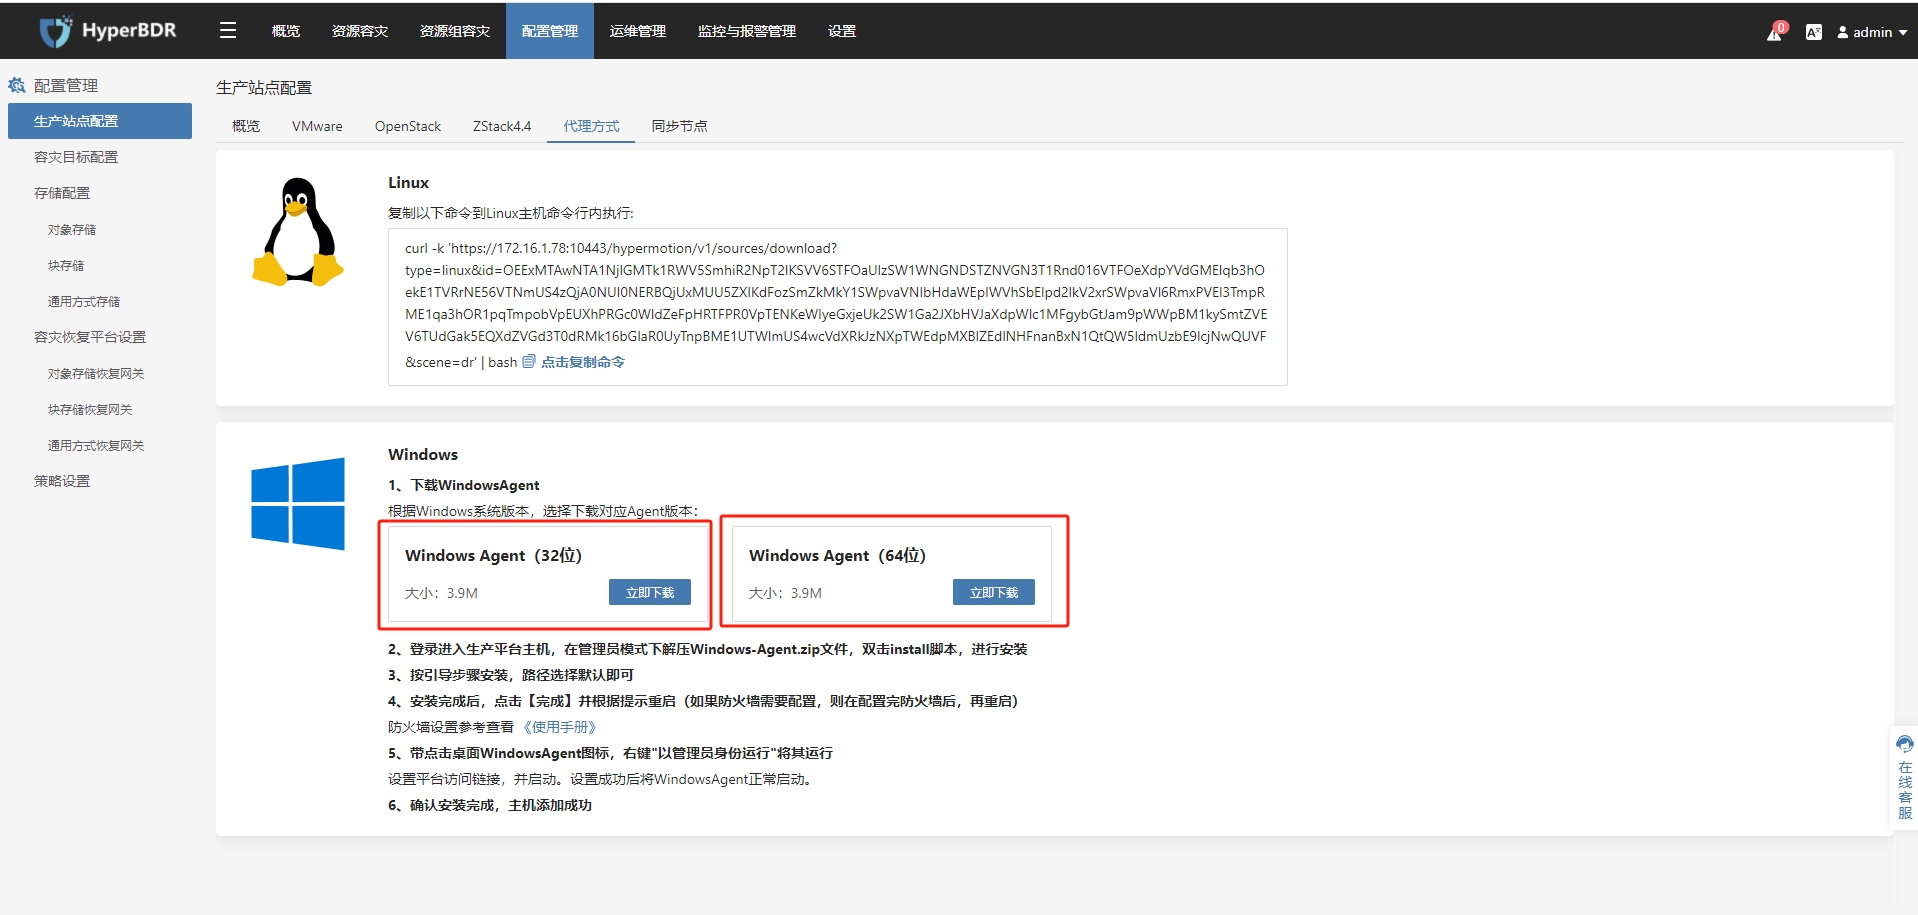 HyperBDR
概览
资源容灾
资源组容灾
配置管理
运维管理
监控与报警管理
设置
0
admin
配置管理
生产站点配置
容灾目标配置
存储配置
对象存储
块存储
通用方式存储
容灾恢复平台设置
对象存储恢复网关
块存储恢复网关
通用方式恢复网关
策略设置
生产站点配置
概览
VMware
OpenStack
ZStack4.4
代理方式
同步节点
Linux
复制以下命令到Linux主机命令行内执行:
curl -k 'https://172.16.1.78:10443/hypermotion/v1/sources/download?
&scene=dr' | bash 点击复制命令
Windows
1、下载WindowsAgent
根据Windows系统版本，选择下载对应Agent版本：
Windows Agent（32位）
大小：3.9M
立即下载
Windows Agent（64位）
大小：3.9M
立即下载
2、登录进入生产平台主机，在管理员模式下解压Windows-Agent.zip文件，双击install脚本，进行安装
3、按引导步骤安装，路径选择默认即可
4、安装完成后，点击【完成】并根据提示重启（如果防火墙需要配置，则在配置完防火墙后，再重启）
防火墙设置参考查看 《使用手册》
5、带点击桌面WindowsAgent图标，右键"以管理员身份运行"将其运行
设置平台访问链接，并启动。设置成功后将WindowsAgent正常启动。
6、确认安装完成，主机添加成功
在线客服